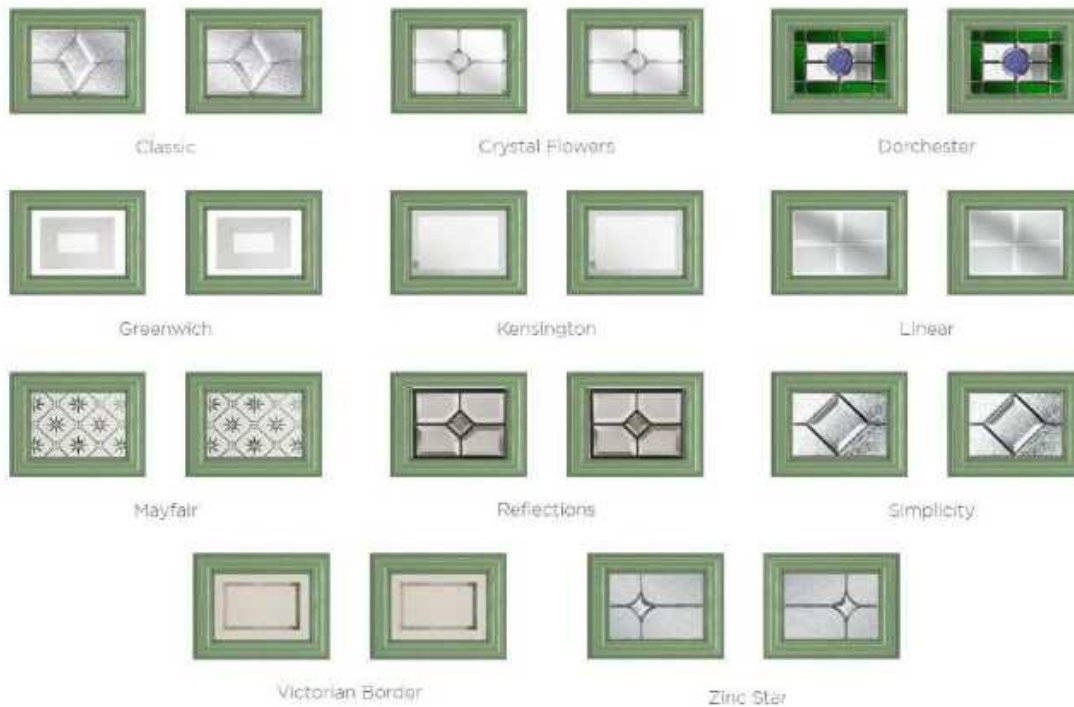 Classic
Crystal Flowers
Dorchester
Greenwich
Kensington
Linear
Mayfair
Reflections
Simplicity
Victorian Border
Zinc Star